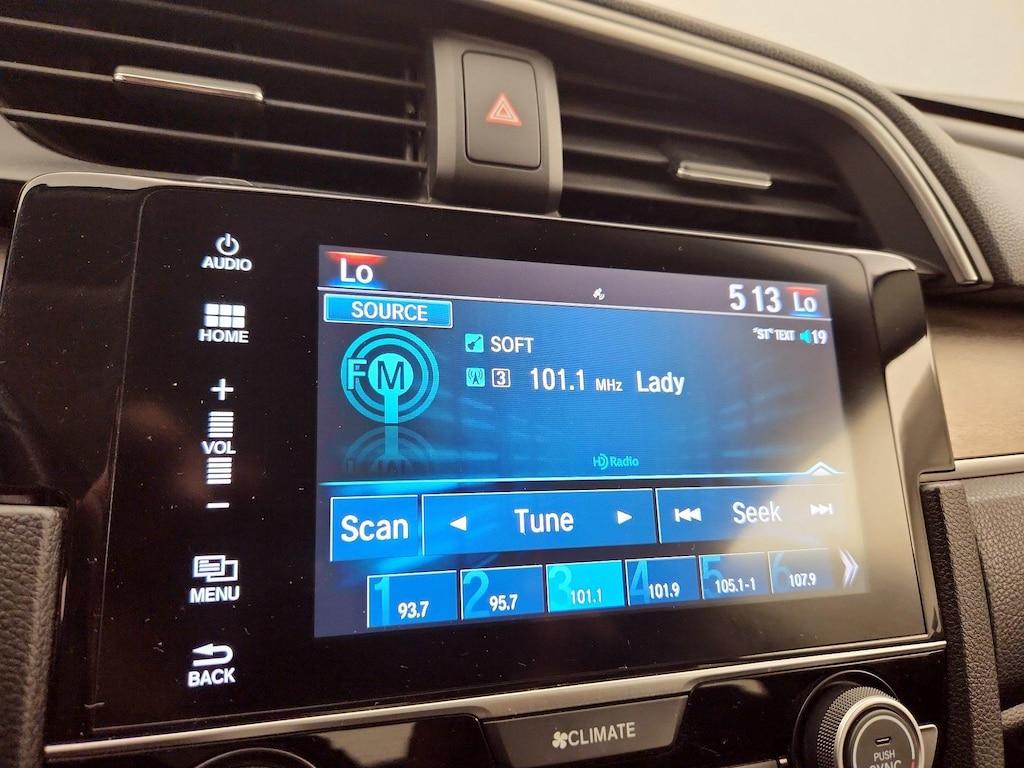 AUDIO
HOME
+
VOL
−
MENU
BACK
Lo
5 13 Lo
SOURCE
"ST" TEXT 19
FM
SOFT
3 101.1 MHz Lady
HD Radio
Scan
Tune
Seek
1 93.7
2 95.7
3 101.1
4 101.9
5 105.1-1
6 107.9
CLIMATE
PUSH
SYNC